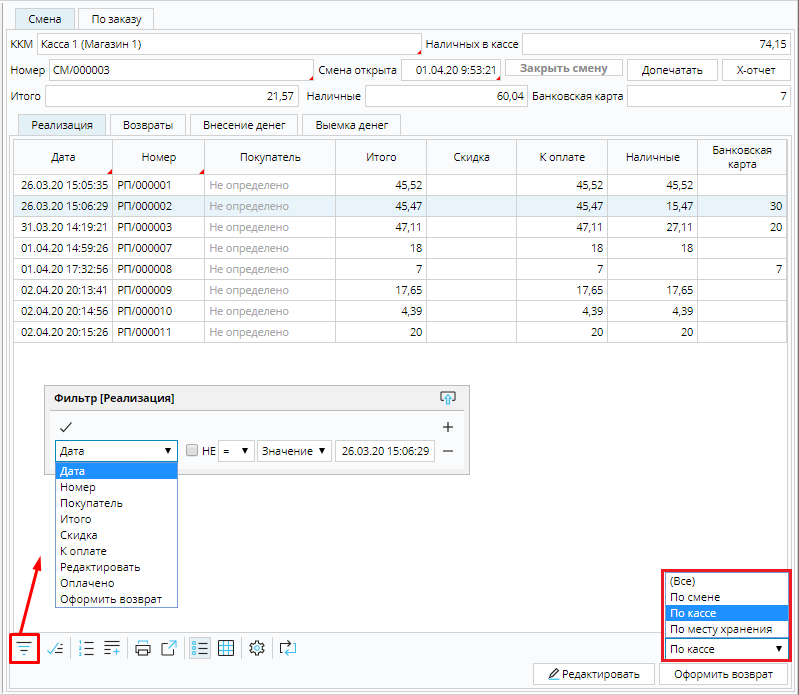 Смена По заказу
ККМ Касса 1 (Магазин 1) Наличных в кассе 74,15
Номер СМ/000003 Смена открыта 01.04.20 9:53:21 Закрыть смену Допечатать X-отчет
Итого 21,57 Наличные 60,04 Банковская карта 7
Реализация Возвраты Внесение денег Выемка денег
Дата Номер Покупатель Итого Скидка К оплате Наличные Банковская
карта
26.03.20 15:05:35 РП/000001 Не определено 45,52 45,52 45,52
26.03.20 15:06:29 РП/000002 Не определено 45,47 45,47 15,47 30
31.03.20 14:19:21 РП/000003 Не определено 47,11 47,11 27,11 20
01.04.20 14:59:26 РП/000007 Не определено 18 18 18
01.04.20 17:32:56 РП/000008 Не определено 7 7 7
02.04.20 20:13:41 РП/000009 Не определено 17,65 17,65 17,65
02.04.20 20:14:56 РП/000010 Не определено 4,39 4,39 4,39
02.04.20 20:15:26 РП/000011 Не определено 20 20 20
Фильтр [Реализация]
Дата НЕ = Значение 26.03.20 15:06:29
Дата
Номер
Покупатель
Итого
Скидка
К оплате
Редактировать
Оплачено
Оформить возврат
(Все)
По смене
По кассе
По месту хранения
По кассе
Редактировать Оформить возврат